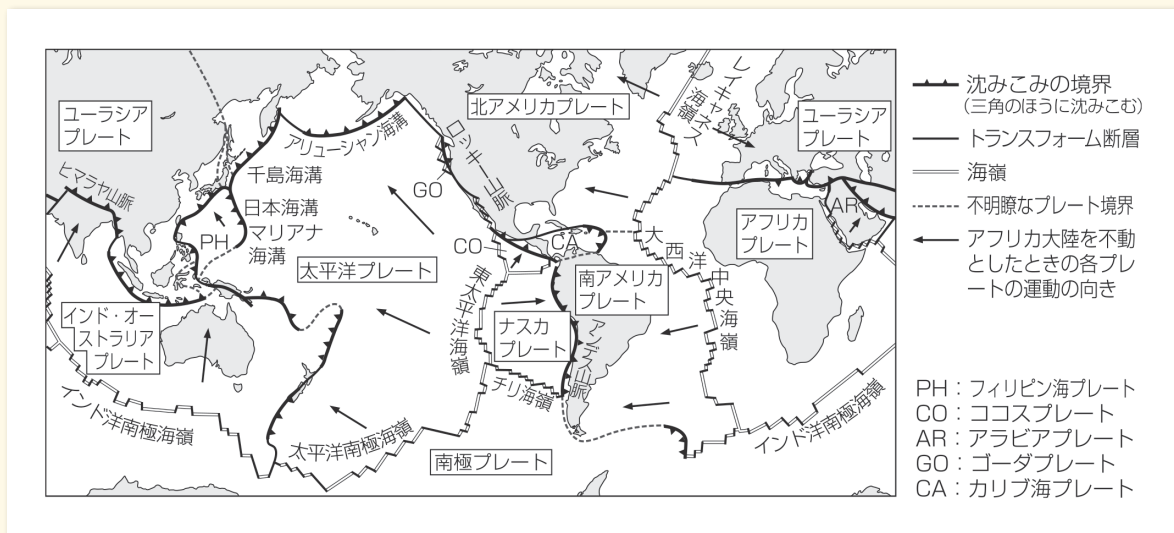 ユーラシア
プレート
ヒマラヤ山脈
アリューシャン海溝
千島海溝
日本海溝
マリアナ
海溝
PH
太平洋プレート
インド・オー
ストラリア
プレート
インド洋南極海嶺
太平洋南極海嶺
南極プレート
北アメリカプレート
ロッキー山脈
GO
CO
CA
東太平洋海嶺
ナスカ
プレート
チリ海嶺
南アメリカ
プレート
アンデス山脈
レイキャネス
海嶺
大西洋中央海嶺
ユーラシア
プレート
アフリカ
プレート
AR
インド洋南極海嶺
沈みこみの境界
(三角のほうに沈みこむ)
トランスフォーム断層
海嶺
不明瞭なプレート境界
アフリカ大陸を不動
としたときの各プレ
ートの運動の向き
PH:フィリピン海プレート
CO:ココスプレート
AR:アラビアプレート
GO:ゴーダプレート
CA:カリブ海プレート